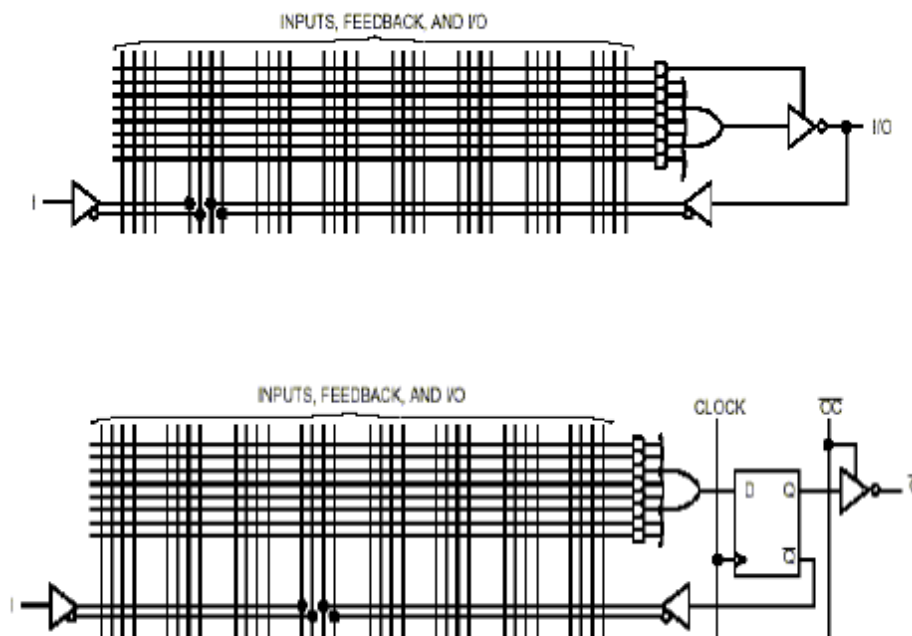 INPUTS, FEEDBACK, AND I/O
I/O
I
INPUTS, FEEDBACK, AND I/O
CLOCK
OC
D
Q
Q
I